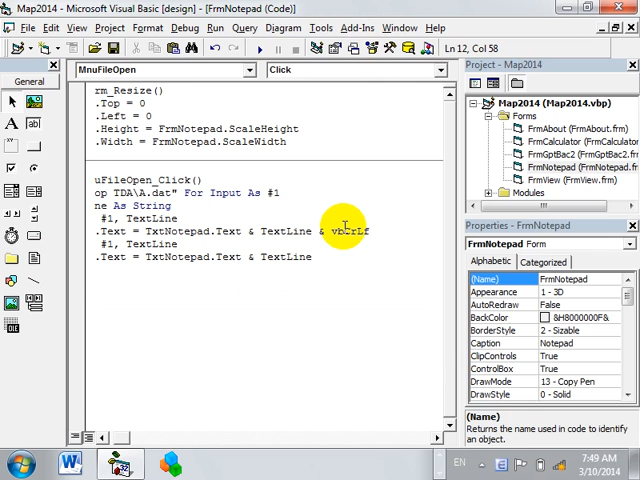 Map2014 - Microsoft Visual Basic [design] - [FrmNotepad (Code)]
File Edit View Project Format Debug Run Query Diagram Tools Add-Ins Window Help
Ln 12, Col 58
General
MnuFileOpen
Click
rm_Resize()
.Top = 0
.Left = 0
.Height = FrmNotepad.ScaleHeight
.Width = FrmNotepad.ScaleWidth
uFileOpen_Click()
op TDA\A.dat" For Input As #1
ne As String
#1, TextLine
.Text = TxtNotepad.Text & TextLine & vbCrLf
#1, TextLine
.Text = TxtNotepad.Text & TextLine
Project - Map2014
Map2014 (Map2014.vbp)
Forms
FrmAbout (FrmAbout.frm)
FrmCalculator (FrmCalculator.frm)
FrmGptBac2 (FrmGptBac2.frm)
FrmNotepad (FrmNotepad.frm)
FrmView (FrmView.frm)
Modules
Properties - FrmNotepad
FrmNotepad Form
Alphabetic Categorized
(Name) FrmNotepad
Appearance 1 - 3D
AutoRedraw False
BackColor &H8000000F&
BorderStyle 2 - Sizable
Caption Notepad
ClipControls True
ControlBox True
DrawMode 13 - Copy Pen
DrawStyle 0 - Solid
(Name)
Returns the name used in code to identify
an object.
EN
7:49 AM
3/10/2014